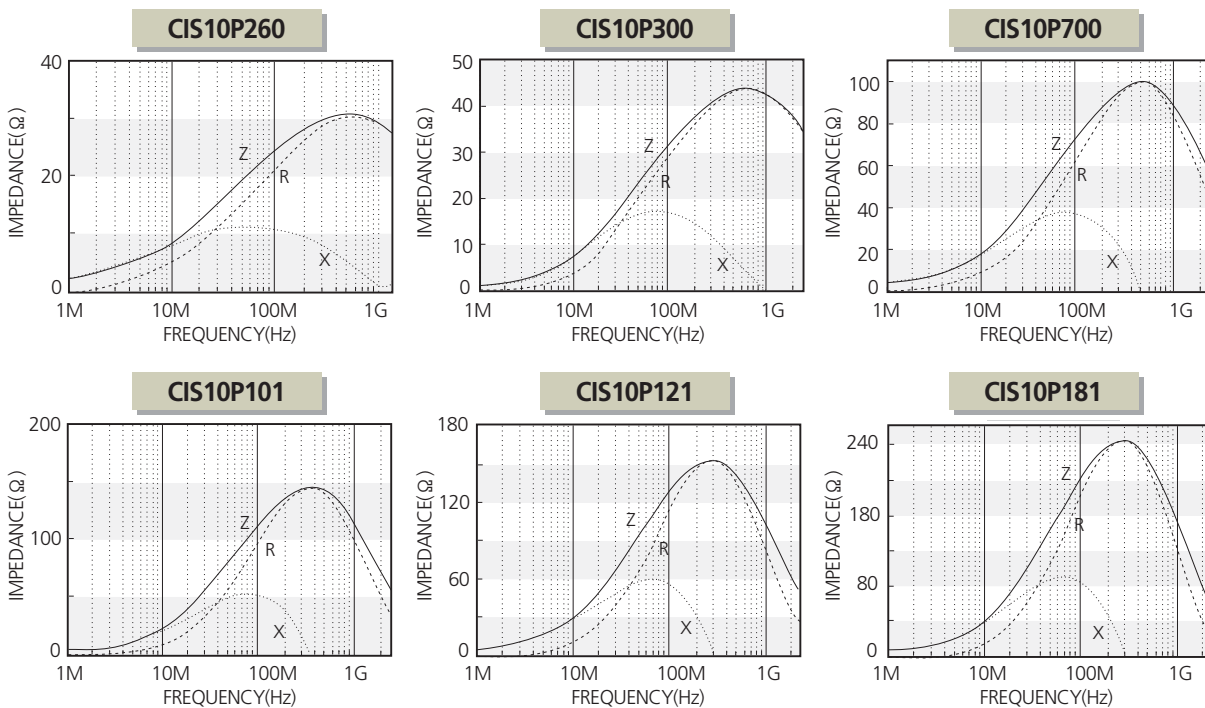 CIS10P260
40
20
0
IMPEDANCE(Ω)
Z
R
X
1M 10M 100M 1G
FREQUENCY(Hz)
CIS10P300
50
40
30
20
10
0
IMPEDANCE(Ω)
Z
R
X
1M 10M 100M 1G
FREQUENCY(Hz)
CIS10P700
100
80
60
40
20
0
IMPEDANCE(Ω)
Z
R
X
1M 10M 100M 1G
FREQUENCY(Hz)
CIS10P101
200
100
0
IMPEDANCE(Ω)
Z
R
X
1M 10M 100M 1G
FREQUENCY(Hz)
CIS10P121
180
120
60
0
IMPEDANCE(Ω)
Z
R
X
1M 10M 100M 1G
FREQUENCY(Hz)
CIS10P181
240
180
80
0
IMPEDANCE(Ω)
Z
R
X
1M 10M 100M 1G
FREQUENCY(Hz)